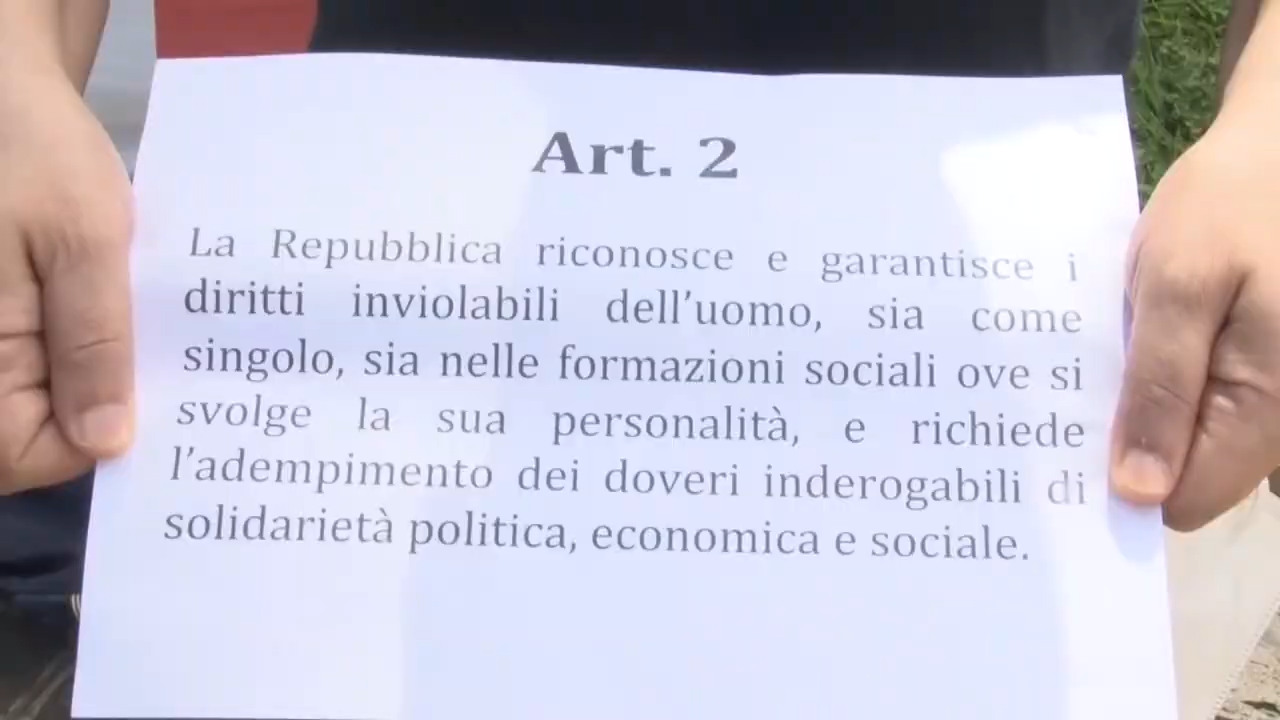 Art. 2
La Repubblica riconosce e garantisce i
diritti inviolabili dell’uomo, sia come
singolo, sia nelle formazioni sociali ove si
svolge la sua personalità, e richiede
l’adempimento dei doveri inderogabili di
solidarietà politica, economica e sociale.